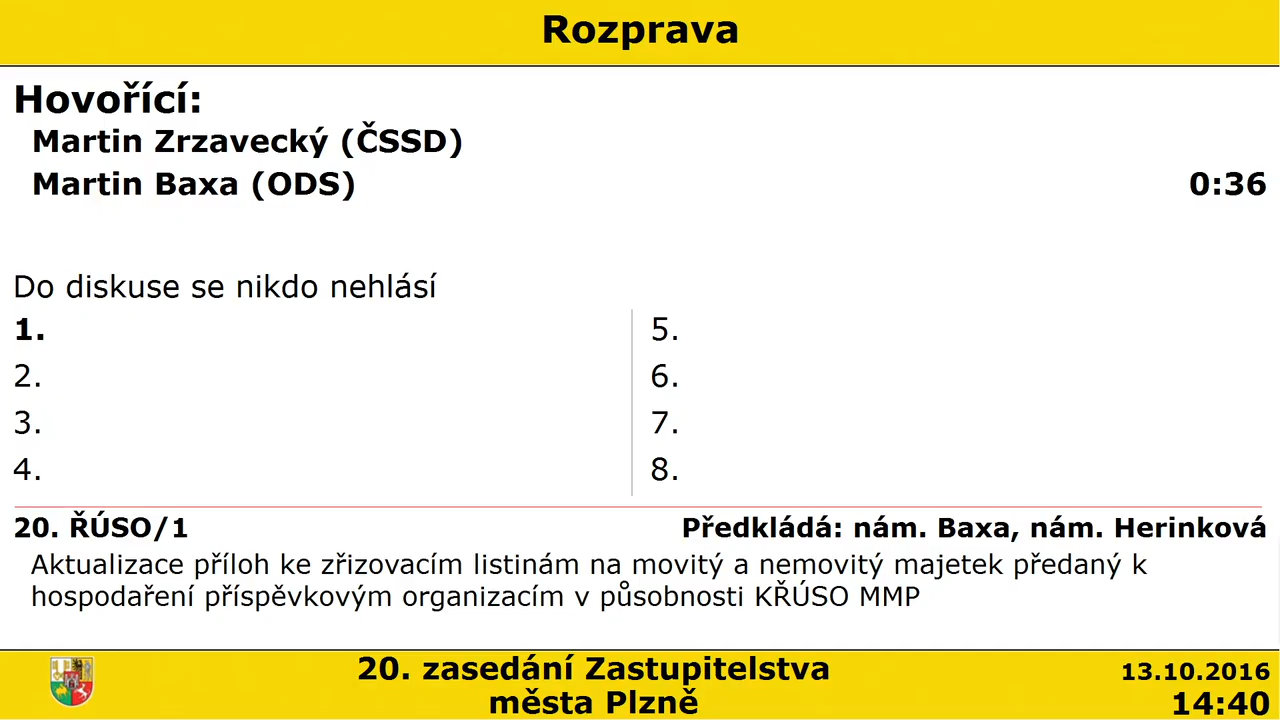 Rozprava
Hovořící:
Martin Zrzavecký (ČSSD)
Martin Baxa (ODS) 0:36
Do diskuse se nikdo nehlásí
1.
2.
3.
4.
5.
6.
7.
8.
20. ŘÚSO/1 Předkládá: nám. Baxa, nám. Herinková
Aktualizace příloh ke zřizovacím listinám na movitý a nemovitý majetek předaný k
hospodaření příspěvkovým organizacím v působnosti KŘÚSO MMP
20. zasedání Zastupitelstva
města Plzně
13.10.2016
14:40